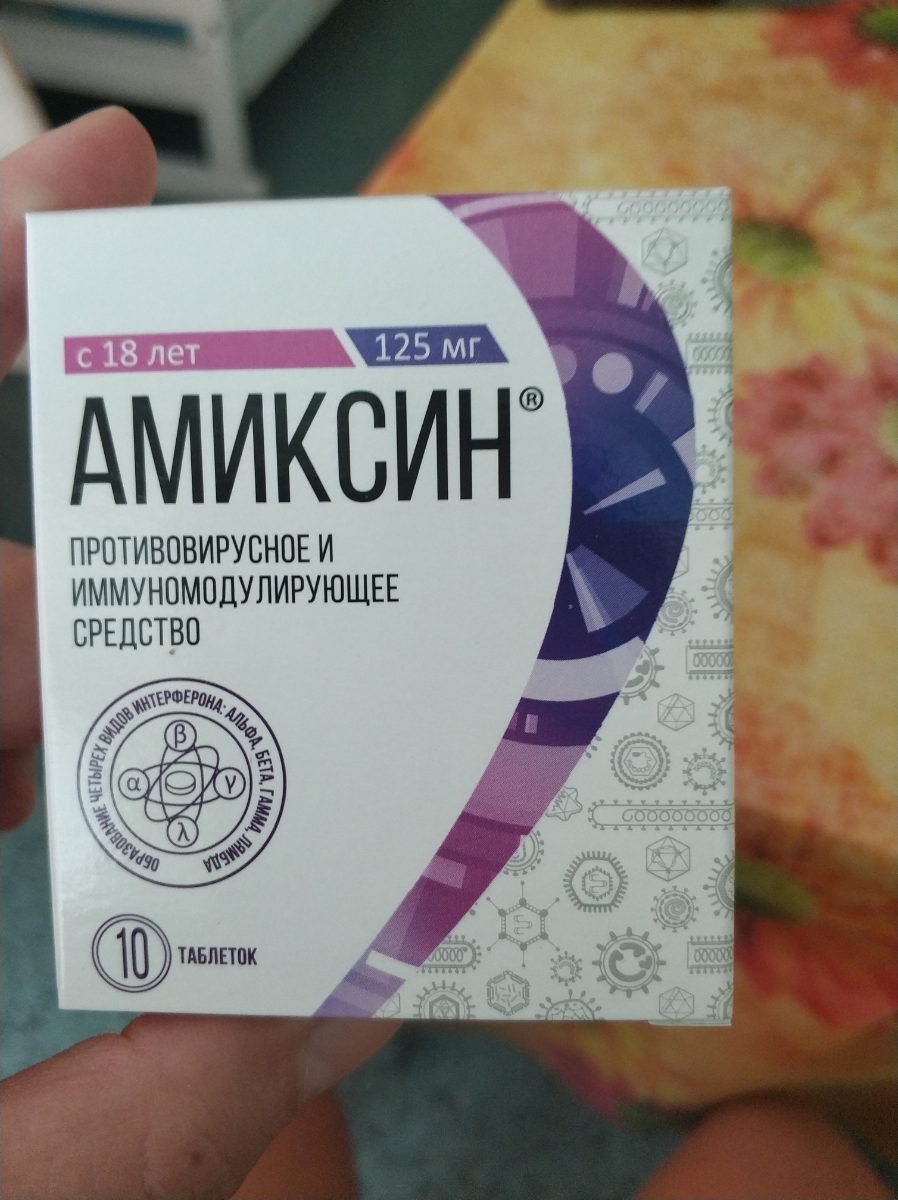 с 18 лет 125 мг
АМИКСИН®
ПРОТИВОВИРУСНОЕ И
ИММУНОМОДУЛИРУЮЩЕЕ
СРЕДСТВО
ОБРАЗОВАНИЕ ЧЕТЫРЕХ ВИДОВ ИНТЕРФЕРОНА: АЛЬФА, БЕТА, ГАММА, ЛЯМБДА
β
α γ
λ
10 ТАБЛЕТОК